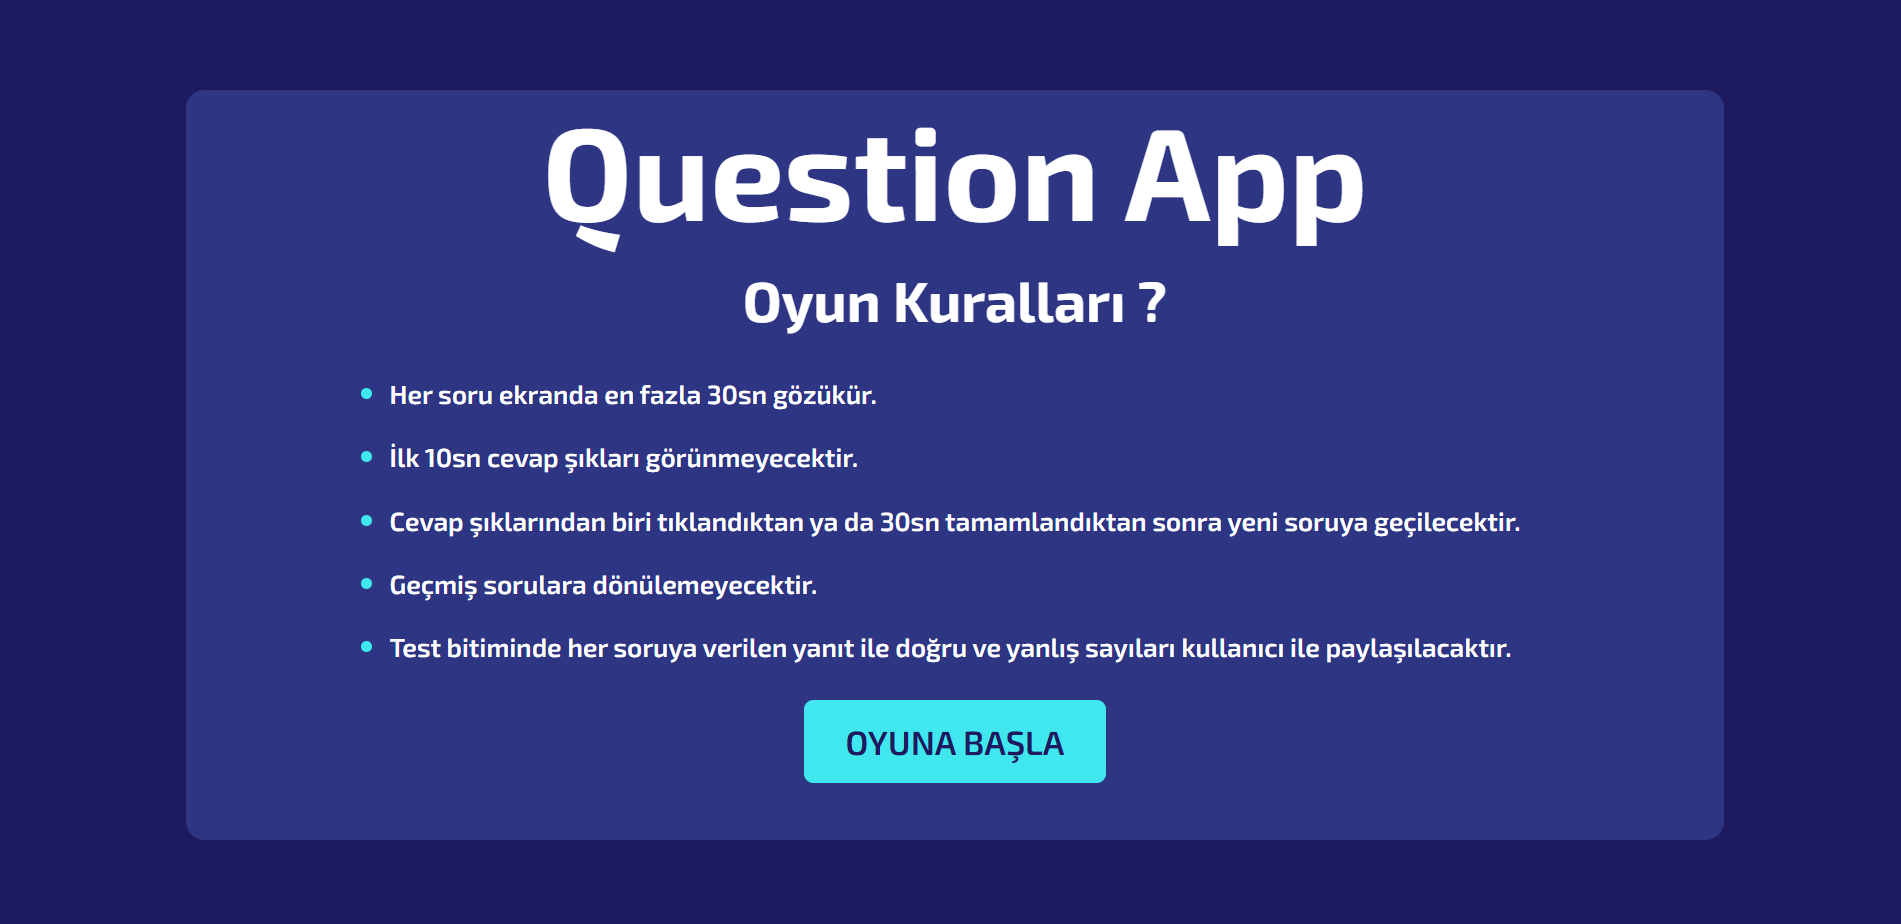 Question App
Oyun Kuralları ?
Her soru ekranda en fazla 30sn gözükür.
İlk 10sn cevap şıkları görünmeyecektir.
Cevap şıklarından biri tıklandıktan ya da 30sn tamamlandıktan sonra yeni soruya geçilecektir.
Geçmiş sorulara dönülemeyecektir.
Test bitiminde her soruya verilen yanıt ile doğru ve yanlış sayıları kullanıcı ile paylaşılacaktır.
OYUNA BAŞLA